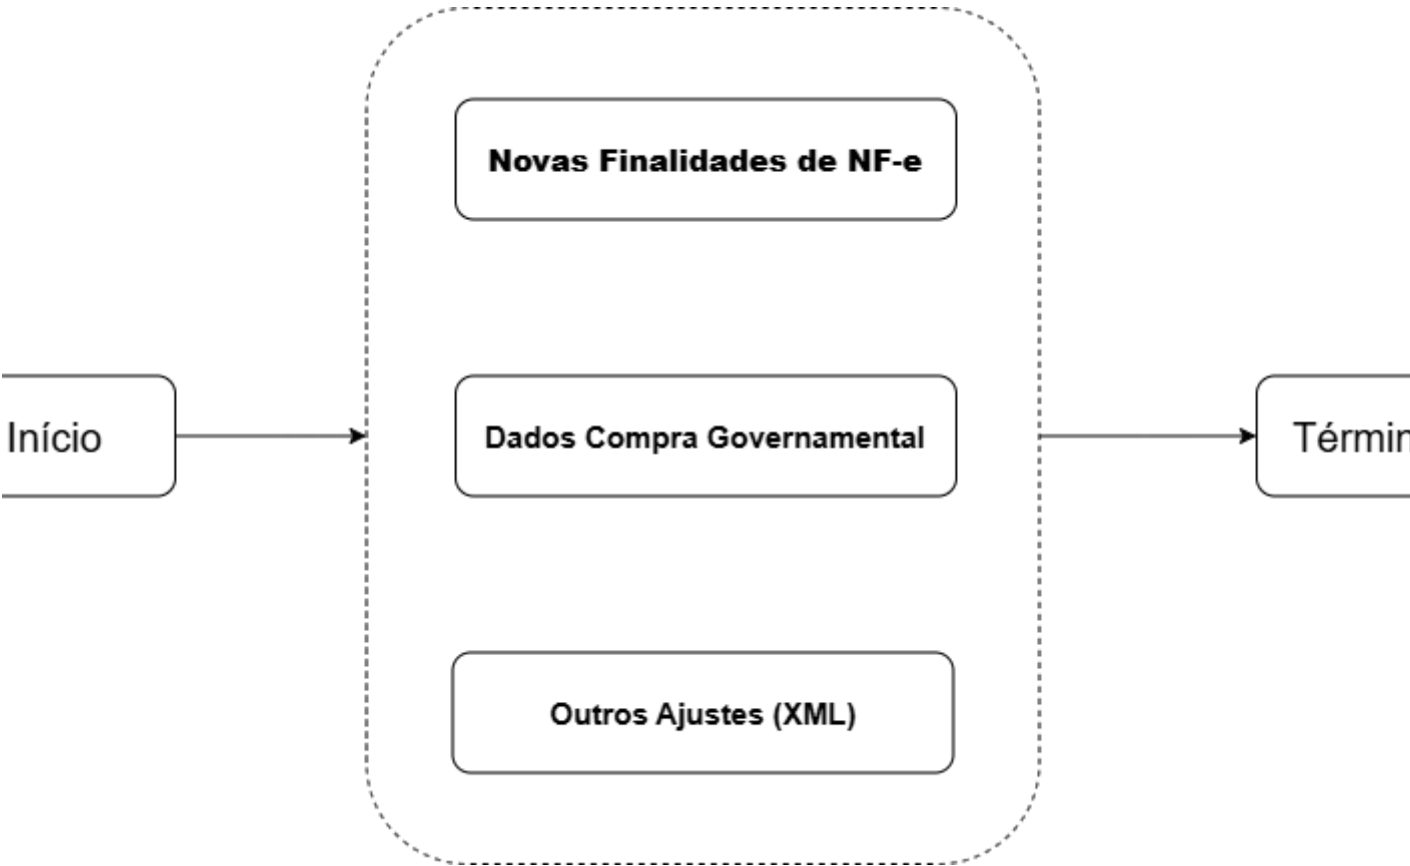 Novas Finalidades de NF-e
Início
Dados Compra Governamental
Términ
Outros Ajustes (XML)